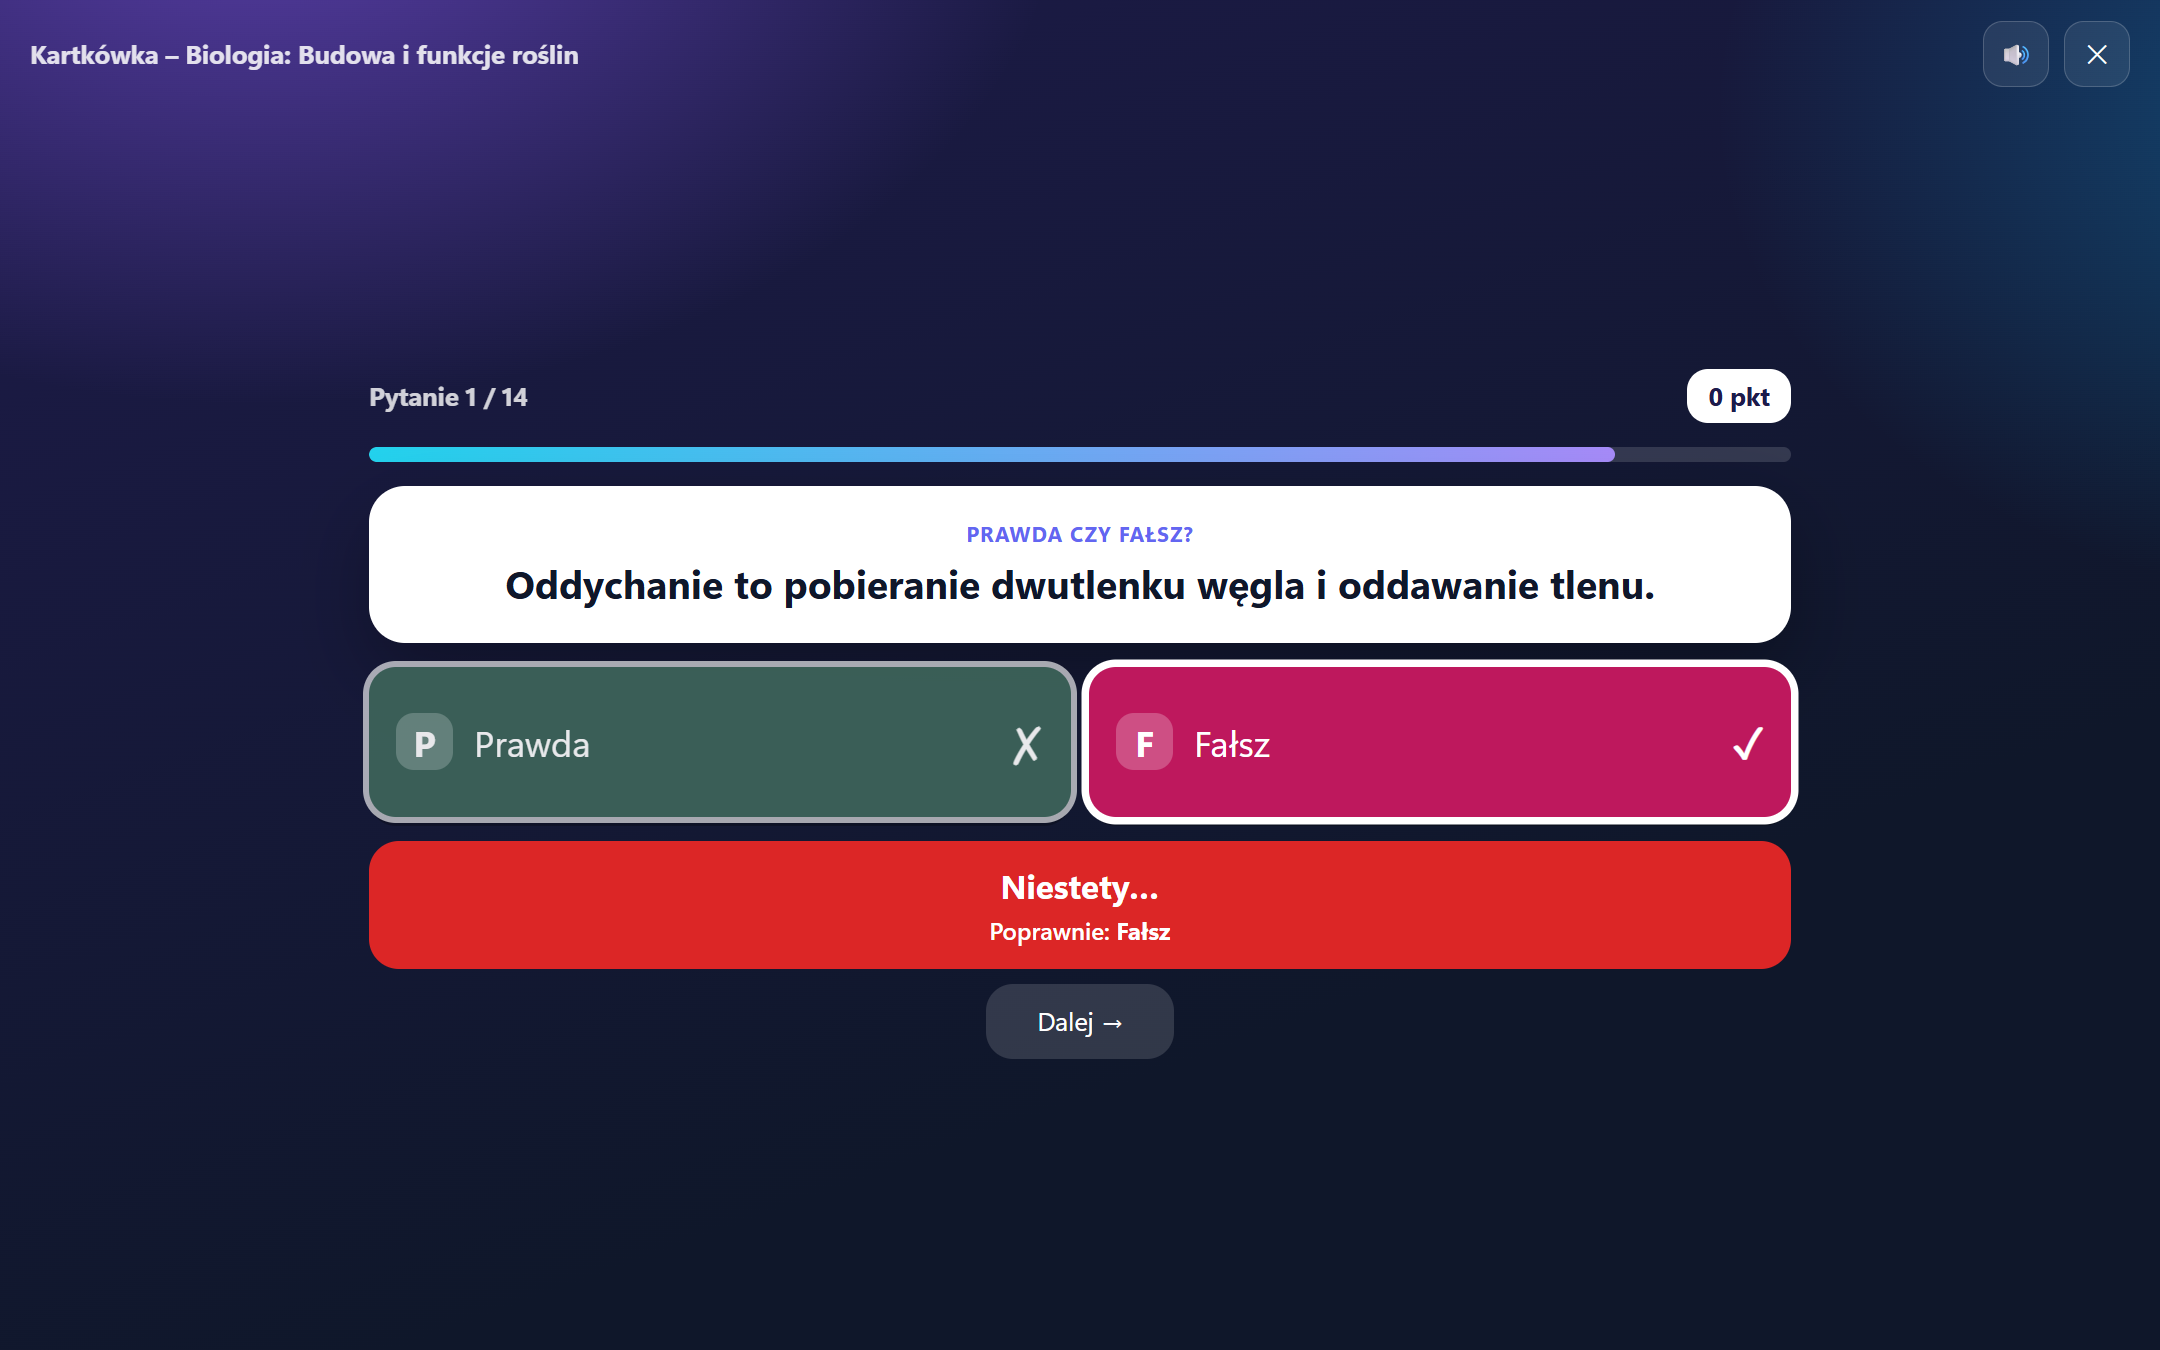 Kartkówka – Biologia: Budowa i funkcje roślin
Pytanie 1 / 14
0 pkt
PRAWDA CZY FAŁSZ?
Oddychanie to pobieranie dwutlenku węgla i oddawanie tlenu.
P Prawda ✗
F Fałsz ✓
Niestety...
Poprawnie: Fałsz
Dalej →